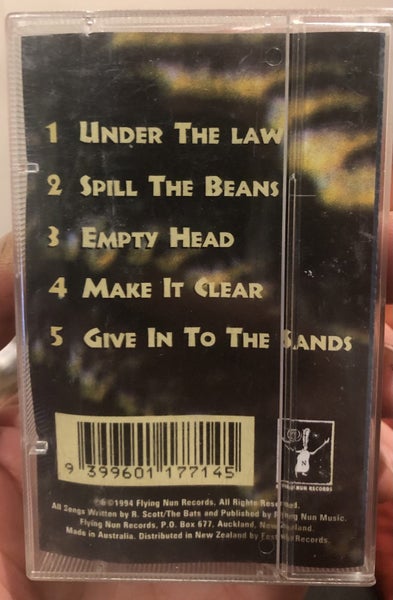 1 UNDER THE LAW
2 SPILL THE BEANS
3 EMPTY HEAD
4 MAKE IT CLEAR
5 GIVE IN TO THE SANDS
9 399601 177145
N
NUN RECORDS
℗©1994 Flying Nun Records. All Rights Reserved.
All Songs Written by R. Scott/The Bats and Published by Flying Nun Music.
Flying Nun Records, P.O. Box 677, Auckland, New Zealand.
Made in Australia. Distributed in New Zealand by Festival Records.